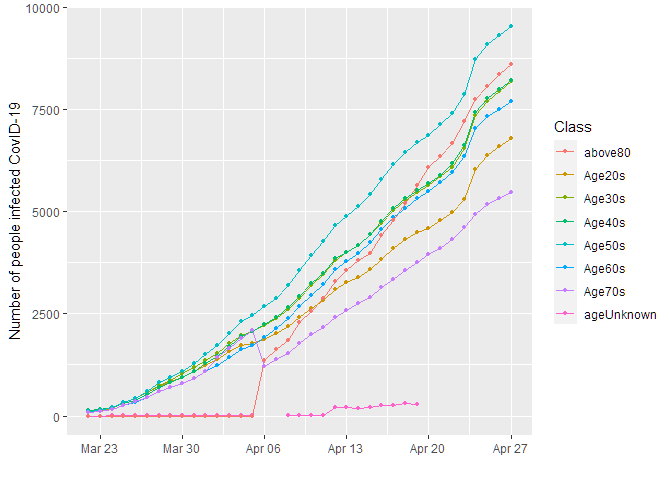 10000
7500
5000
2500
0
Number of people infected CovID-19
Mar 23
Mar 30
Apr 06
Apr 13
Apr 20
Apr 27
Class
above80
Age20s
Age30s
Age40s
Age50s
Age60s
Age70s
ageUnknown